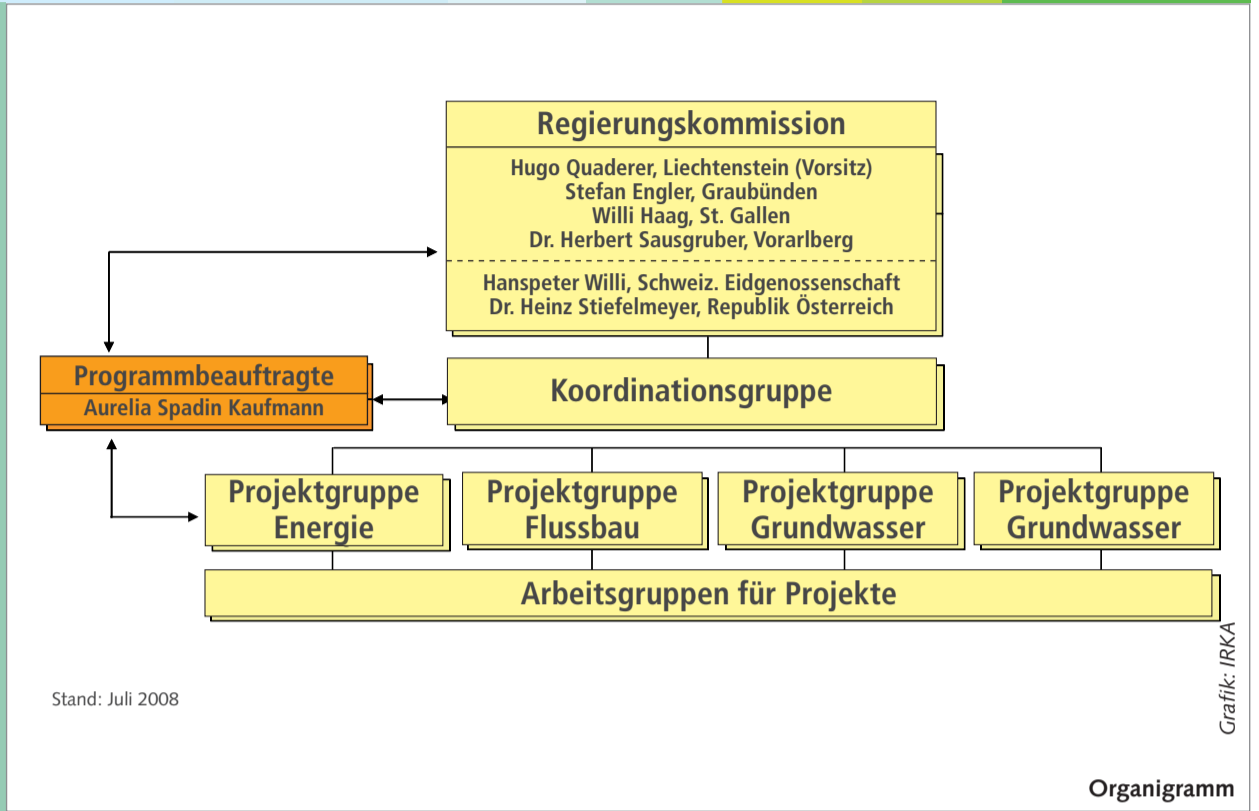 Regierungskommission
Hugo Quaderer, Liechtenstein (Vorsitz)
Stefan Engler, Graubünden
Willi Haag, St. Gallen
Dr. Herbert Sausgruber, Vorarlberg
Hanspeter Willi, Schweiz. Eidgenossenschaft
Dr. Heinz Stiefelmeyer, Republik Österreich
Programmbeauftragte
Aurelia Spadin Kaufmann
Koordinationsgruppe
Projektgruppe
Energie
Projektgruppe
Flussbau
Projektgruppe
Grundwasser
Projektgruppe
Grundwasser
Arbeitsgruppen für Projekte
Stand: Juli 2008
Grafik: IRKA
Organigramm